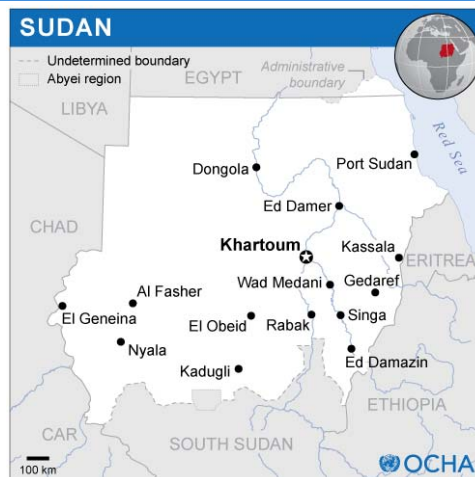 SUDAN
Undetermined boundary
Abyei region
Administrative
boundary
EGYPT
LIBYA
Red Sea
Port Sudan
Dongola
Ed Damer
CHAD
Khartoum
Kassala
ERITREA
Wad Medani
Gedaref
Al Fasher
El Geneina
El Obeid
Rabak
Singa
Nyala
Kadugli
Ed Damazin
ETHIOPIA
CAR
SOUTH SUDAN
100 km
OCHA